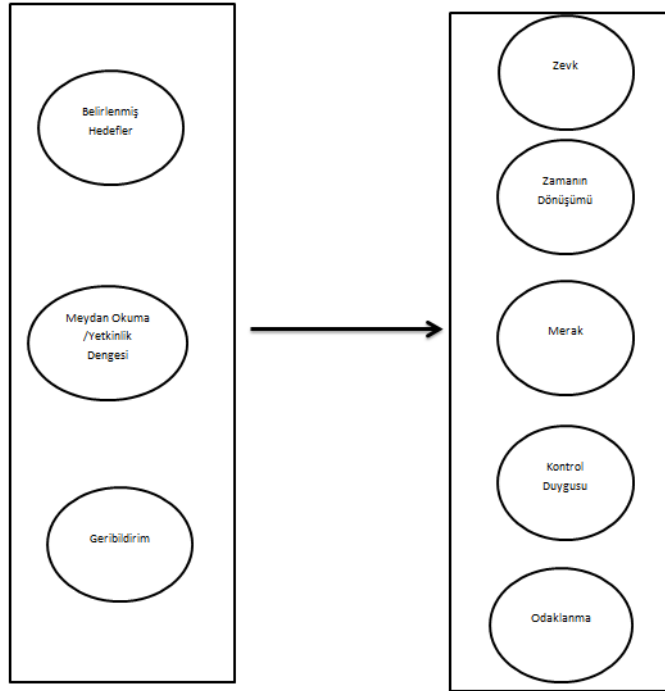 Belirlenmiş
Hedefler
Meydan Okuma
/Yetkinlik
Dengesi
Geribildirim
Zevk
Zamanın
Dönüşümü
Merak
Kontrol
Duygusu
Odaklanma